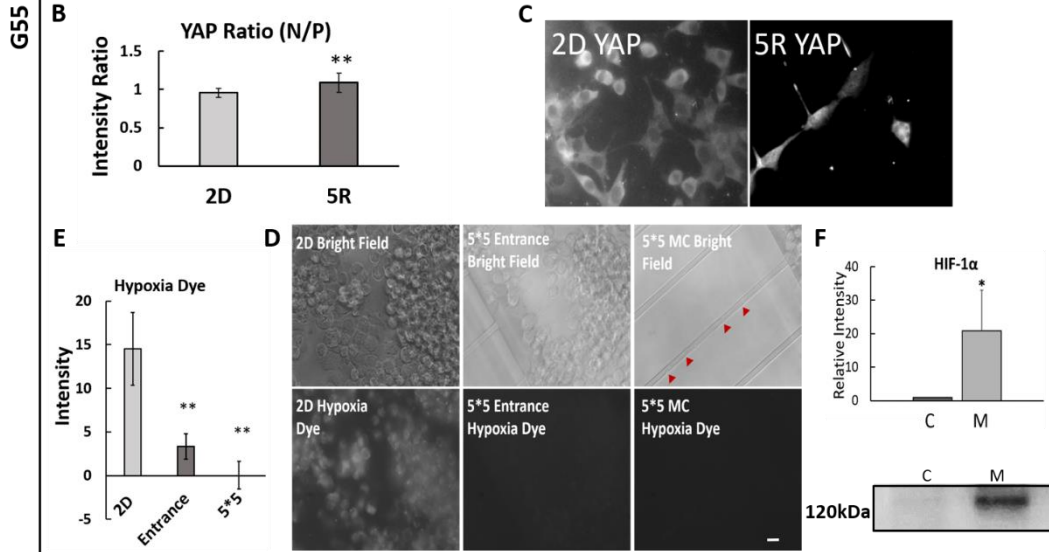 G55
B
YAP Ratio (N/P)
Intensity Ratio
1.5
1
0.5
0
**
2D
5R
C
2D YAP
5R YAP
E
Hypoxia Dye
Intensity
20
15
10
5
0
-5
**
**
2D
Entrance
5*5
D
2D Bright Field
5*5 Entrance
Bright Field
5*5 MC Bright
Field
2D Hypoxia
Dye
5*5 Entrance
Hypoxia Dye
5*5 MC
Hypoxia Dye
F
HIF-1α
Relative Intensity
40
30
20
10
0
*
C
M
C
M
120kDa